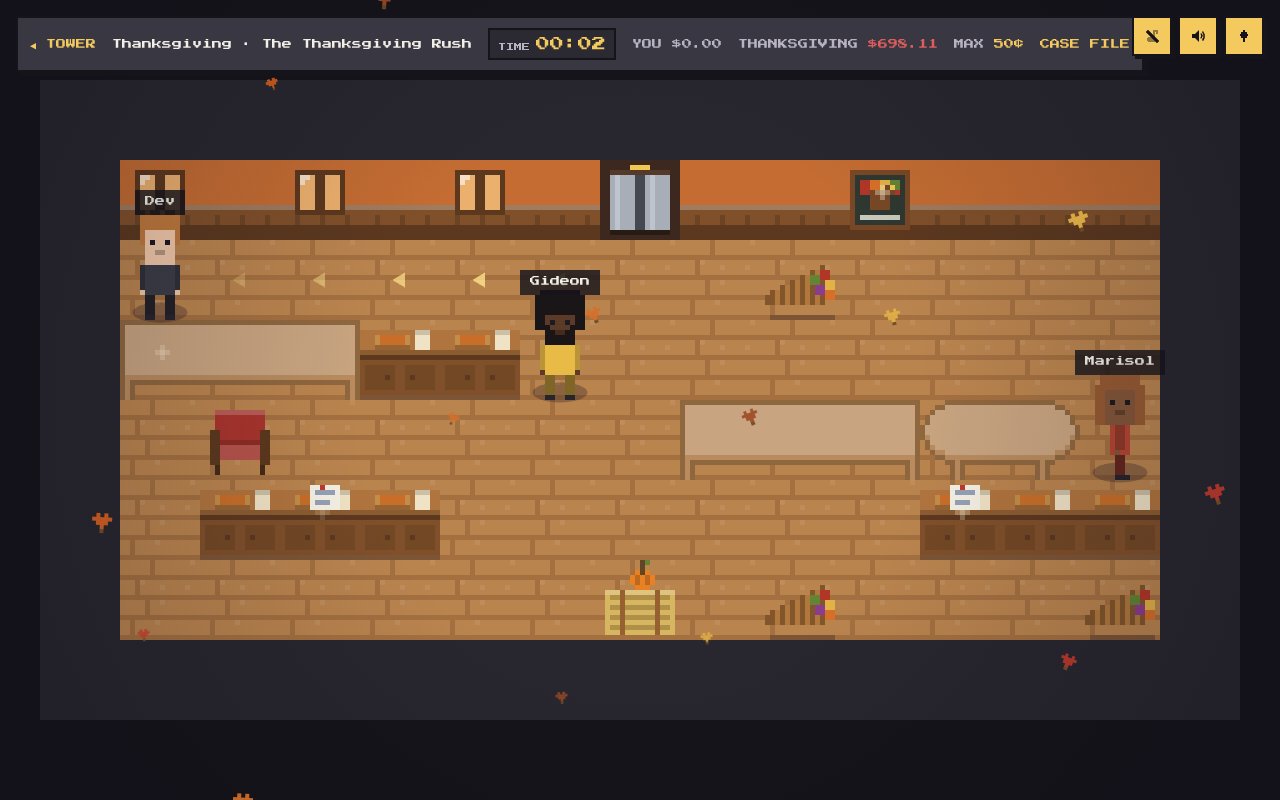 ◂ TOWER Thanksgiving · The Thanksgiving Rush TIME 00:02 YOU $0.00 THANKSGIVING $698.11 MAX 50¢ CASE FILE
Dev
Gideon
Marisol